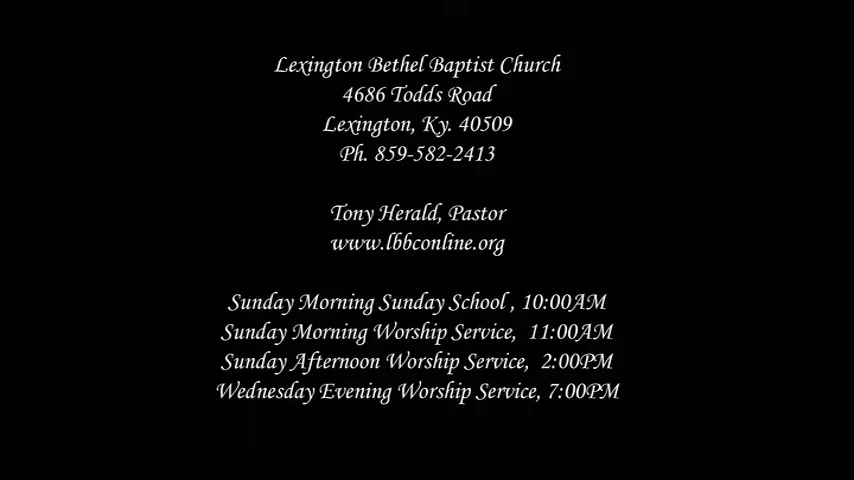 Lexington Bethel Baptist Church
4686 Todds Road
Lexington, Ky. 40509
Ph. 859-582-2413
Tony Herald, Pastor
www.lbbconline.org
Sunday Morning Sunday School , 10:00AM
Sunday Morning Worship Service, 11:00AM
Sunday Afternoon Worship Service, 2:00PM
Wednesday Evening Worship Service, 7:00PM